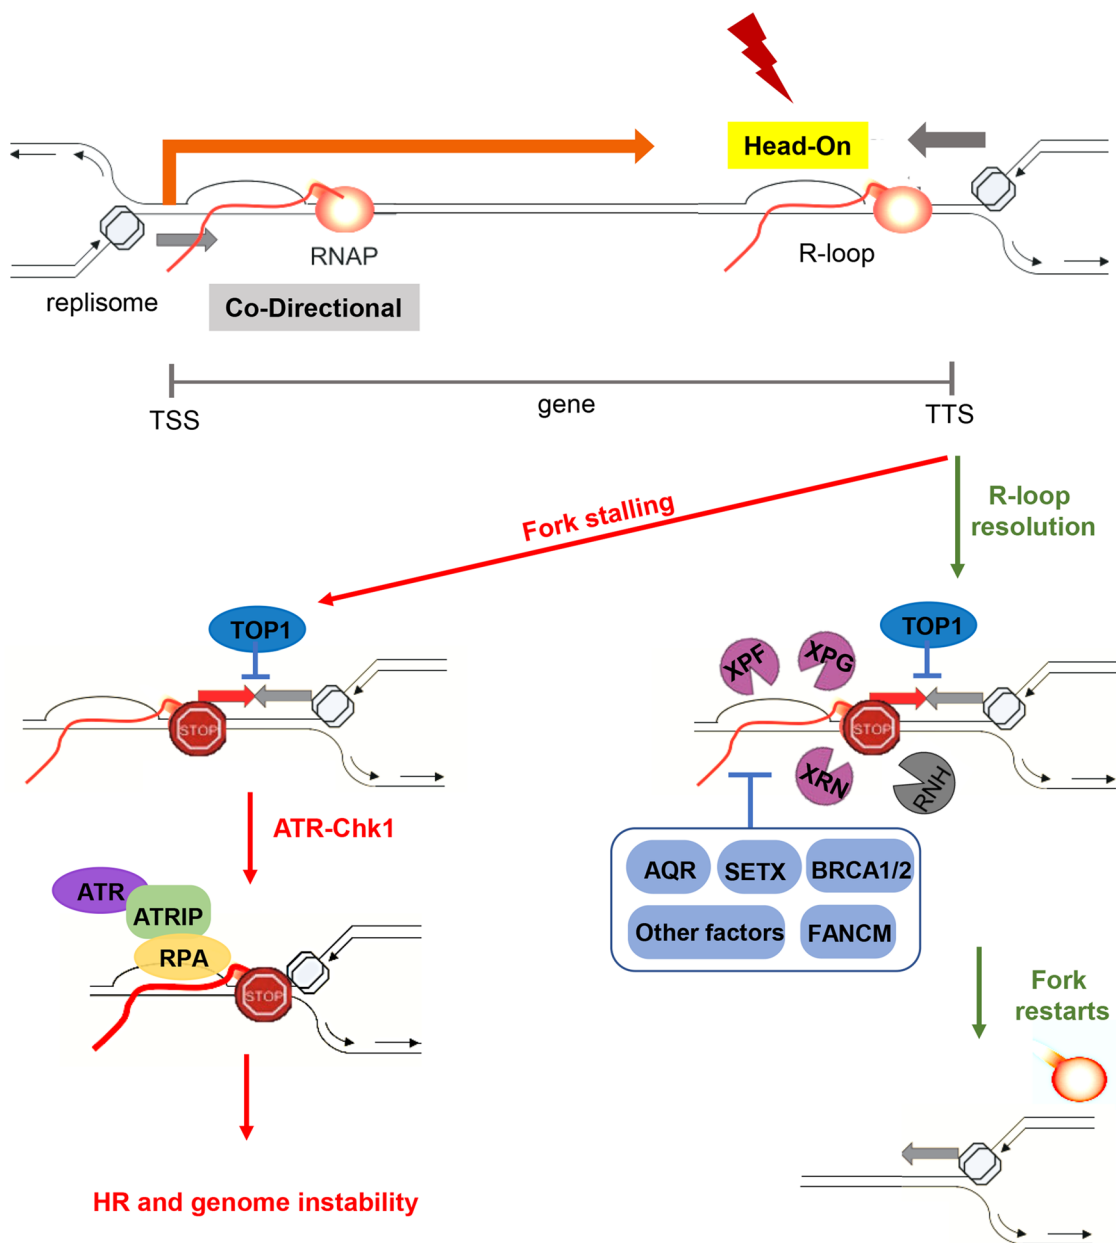 Head-On
RNAP
R-loop
replisome
Co-Directional
gene
TSS
TTS
Fork stalling
R-loop
resolution
TOP1
STOP
ATR-Chk1
ATR
ATRIP
RPA
STOP
HR and genome instability
TOP1
XPF
XPG
STOP
XRN
RNH
AQR
SETX
BRCA1/2
Other factors
FANCM
Fork
restarts